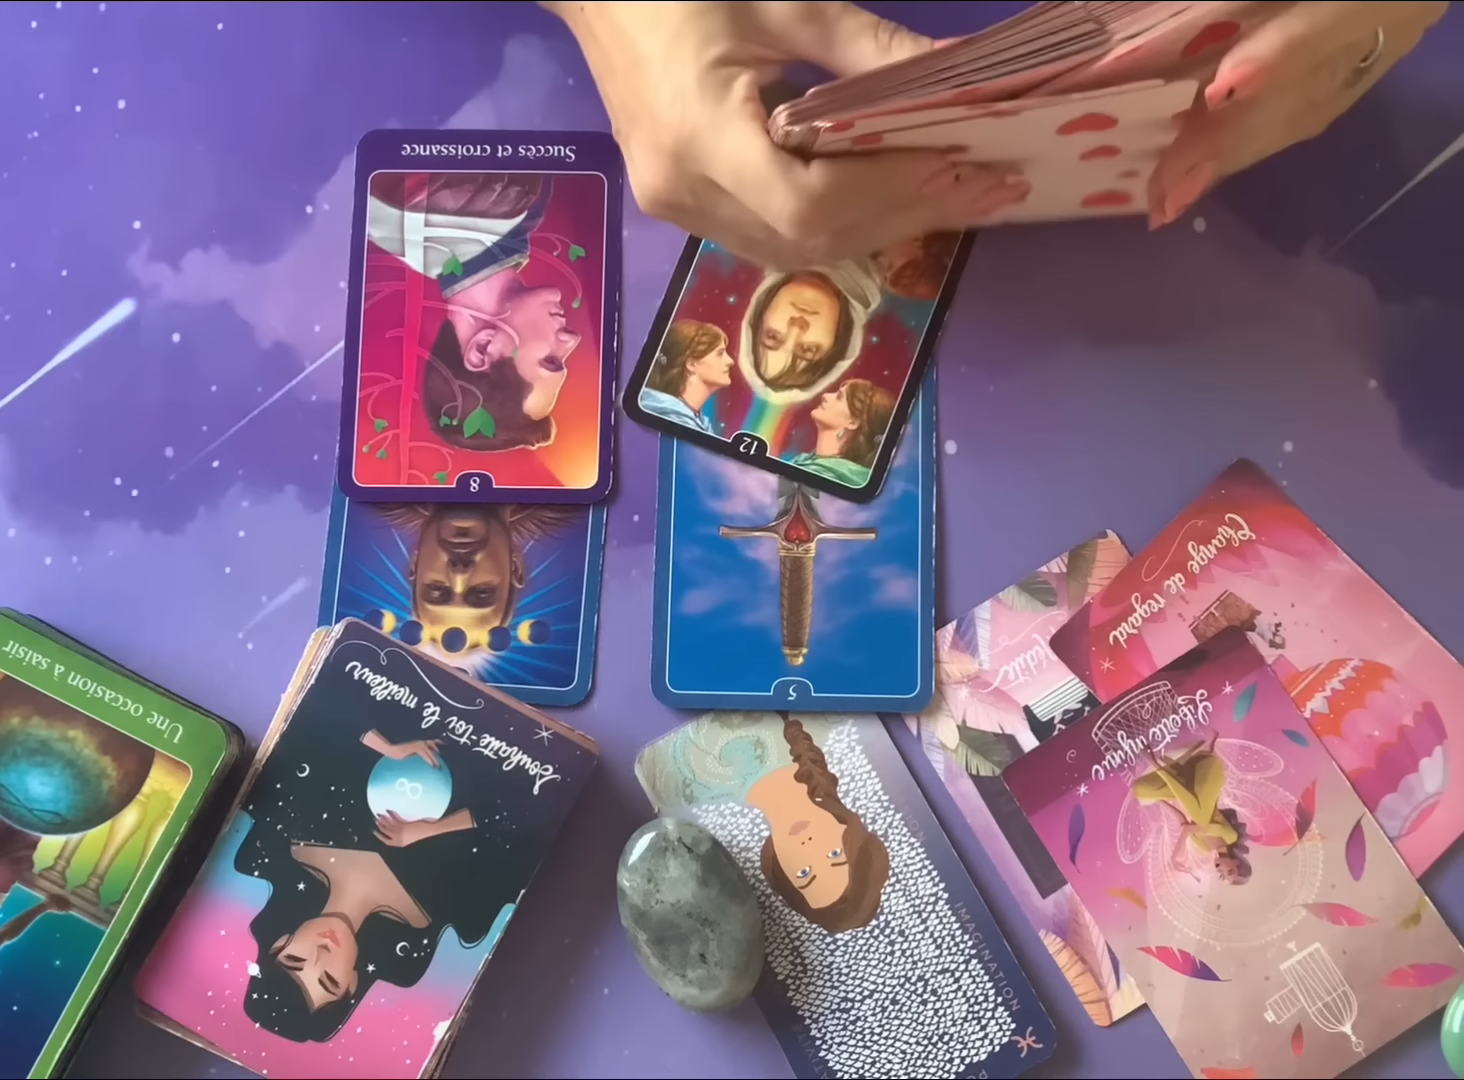 Succès et croissance
8
12
5
Une occasion à saisir
Souhaite toi le meilleur
Change de regard
Médite
Liberté infinie
IMAGINATION